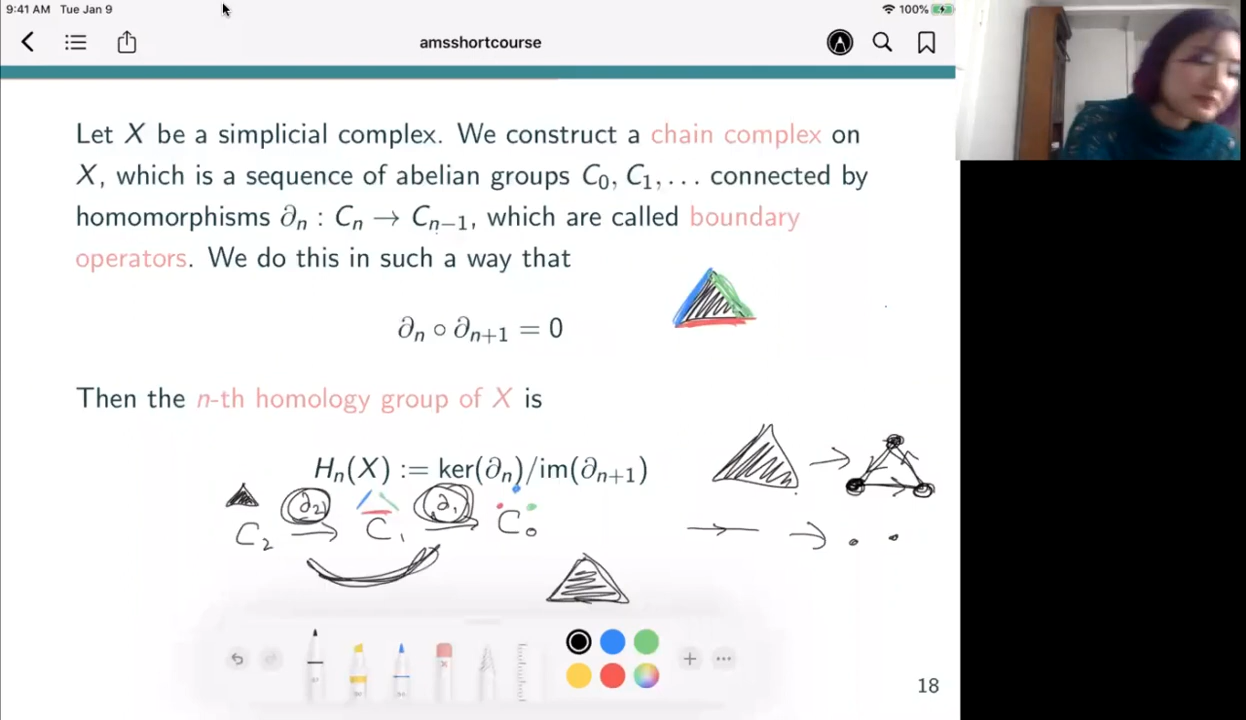 9:41 AM Tue Jan 9
100%
amsshortcourse
Let X be a simplicial complex. We construct a chain complex on
X, which is a sequence of abelian groups C₀, C₁, . . . connected by
homomorphisms ∂ₙ : Cₙ → Cₙ₋₁, which are called boundary
operators. We do this in such a way that
∂ₙ ∘ ∂ₙ₊₁ = 0
Then the n-th homology group of X is
Hₙ(X) := ker(∂ₙ)/im(∂ₙ₊₁)
∂₂ ∂₁
C₂ → C₁ → C₀
18